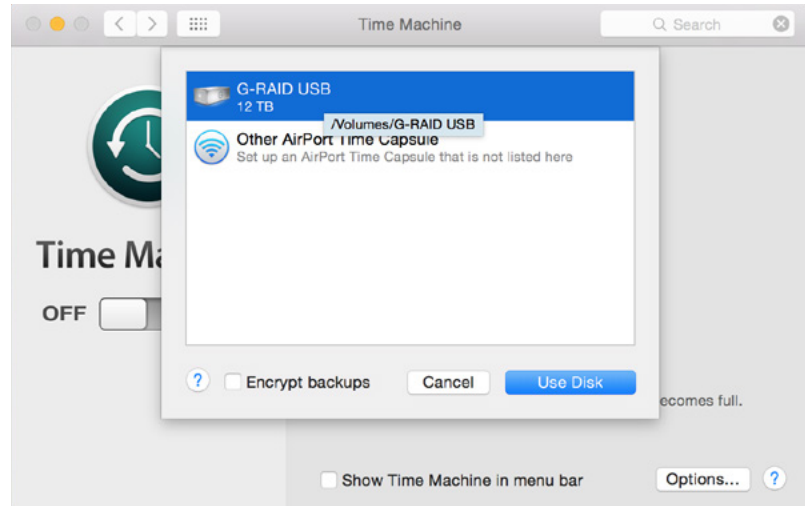 Time Machine
Search
G-RAID USB
12 TB
/Volumes/G-RAID USB
Other AirPort Time Capsule
Set up an AirPort Time Capsule that is not listed here
Time Ma
OFF
? Encrypt backups Cancel Use Disk
ecomes full.
Show Time Machine in menu bar Options... ?